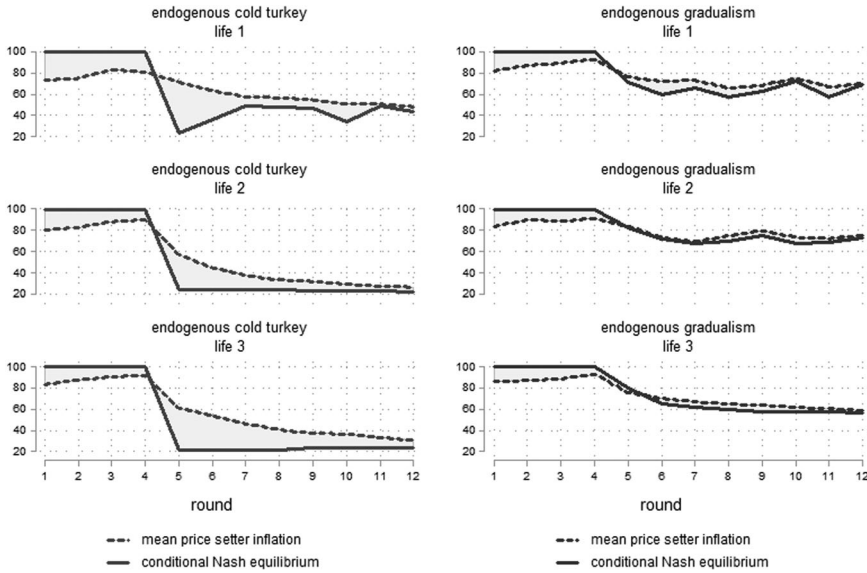 endogenous cold turkey
life 1
100
80
60
40
20
endogenous gradualism
life 1
100
80
60
40
20
endogenous cold turkey
life 2
100
80
60
40
20
endogenous gradualism
life 2
100
80
60
40
20
endogenous cold turkey
life 3
100
80
60
40
20
1 2 3 4 5 6 7 8 9 10 11 12
round
mean price setter inflation
conditional Nash equilibrium
endogenous gradualism
life 3
100
80
60
40
20
1 2 3 4 5 6 7 8 9 10 11 12
round
mean price setter inflation
conditional Nash equilibrium